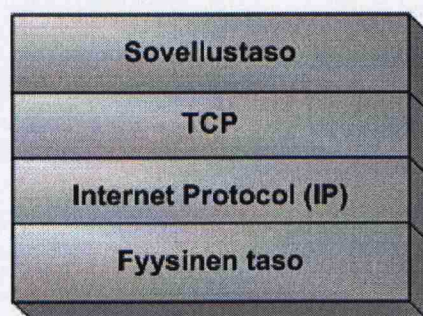 Sovellustaso
TCP
Internet Protocol (IP)
Fyysinen taso